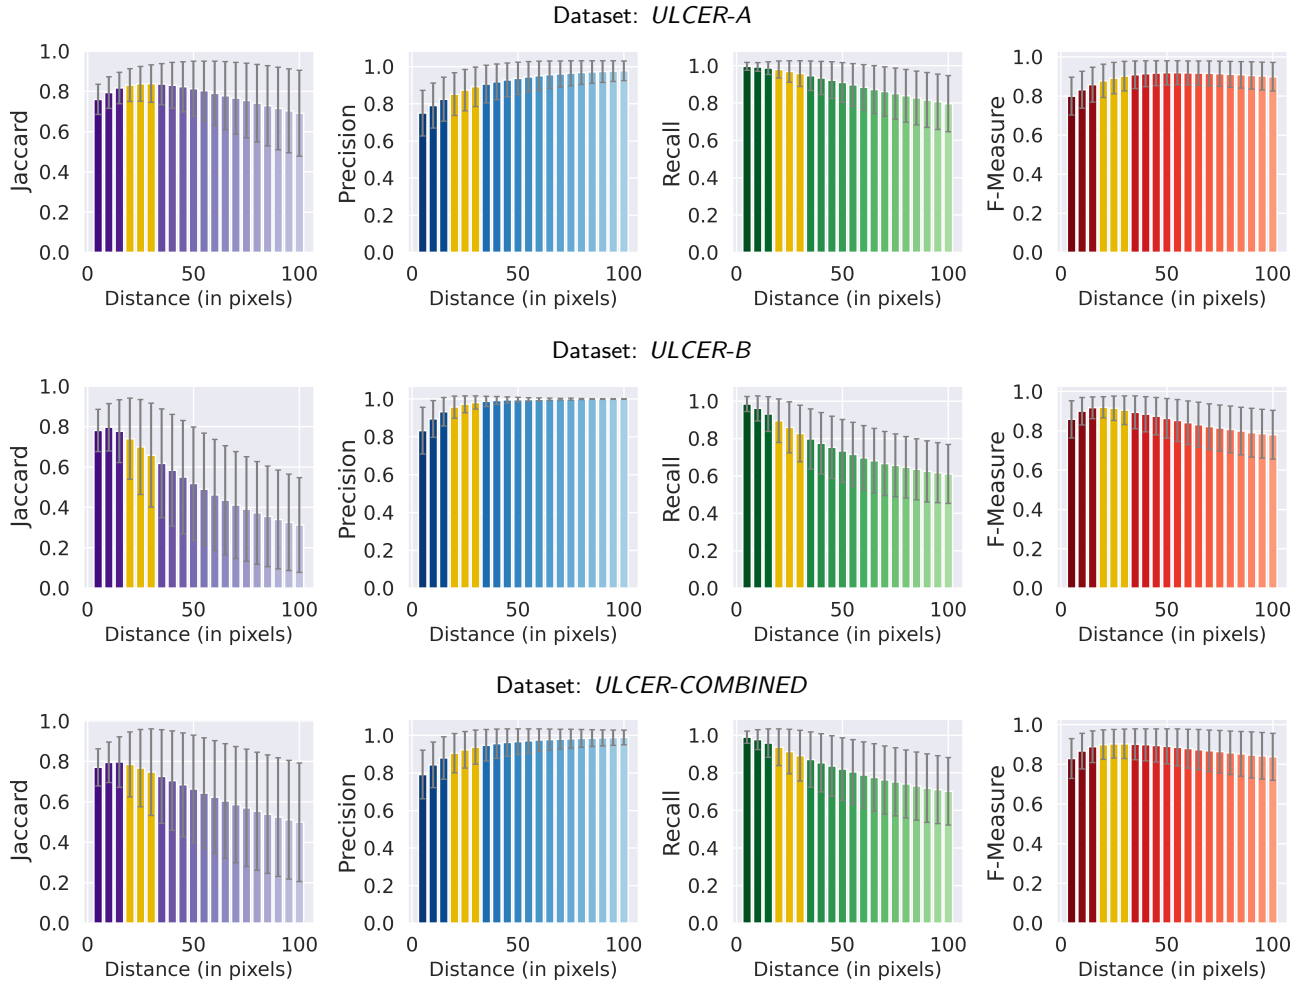 Dataset: ULCER-A
Jaccard
1.0
0.8
0.6
0.4
0.2
0.0
0 50 100
Distance (in pixels)
Precision
1.0
0.8
0.6
0.4
0.2
0.0
0 50 100
Distance (in pixels)
Recall
1.0
0.8
0.6
0.4
0.2
0.0
0 50 100
Distance (in pixels)
F-Measure
1.0
0.8
0.6
0.4
0.2
0.0
0 50 100
Distance (in pixels)
Dataset: ULCER-B
Jaccard
1.0
0.8
0.6
0.4
0.2
0.0
0 50 100
Distance (in pixels)
Precision
1.0
0.8
0.6
0.4
0.2
0.0
0 50 100
Distance (in pixels)
Recall
1.0
0.8
0.6
0.4
0.2
0.0
0 50 100
Distance (in pixels)
F-Measure
1.0
0.8
0.6
0.4
0.2
0.0
0 50 100
Distance (in pixels)
Dataset: ULCER-COMBINED
Jaccard
1.0
0.8
0.6
0.4
0.2
0.0
0 50 100
Distance (in pixels)
Precision
1.0
0.8
0.6
0.4
0.2
0.0
0 50 100
Distance (in pixels)
Recall
1.0
0.8
0.6
0.4
0.2
0.0
0 50 100
Distance (in pixels)
F-Measure
1.0
0.8
0.6
0.4
0.2
0.0
0 50 100
Distance (in pixels)